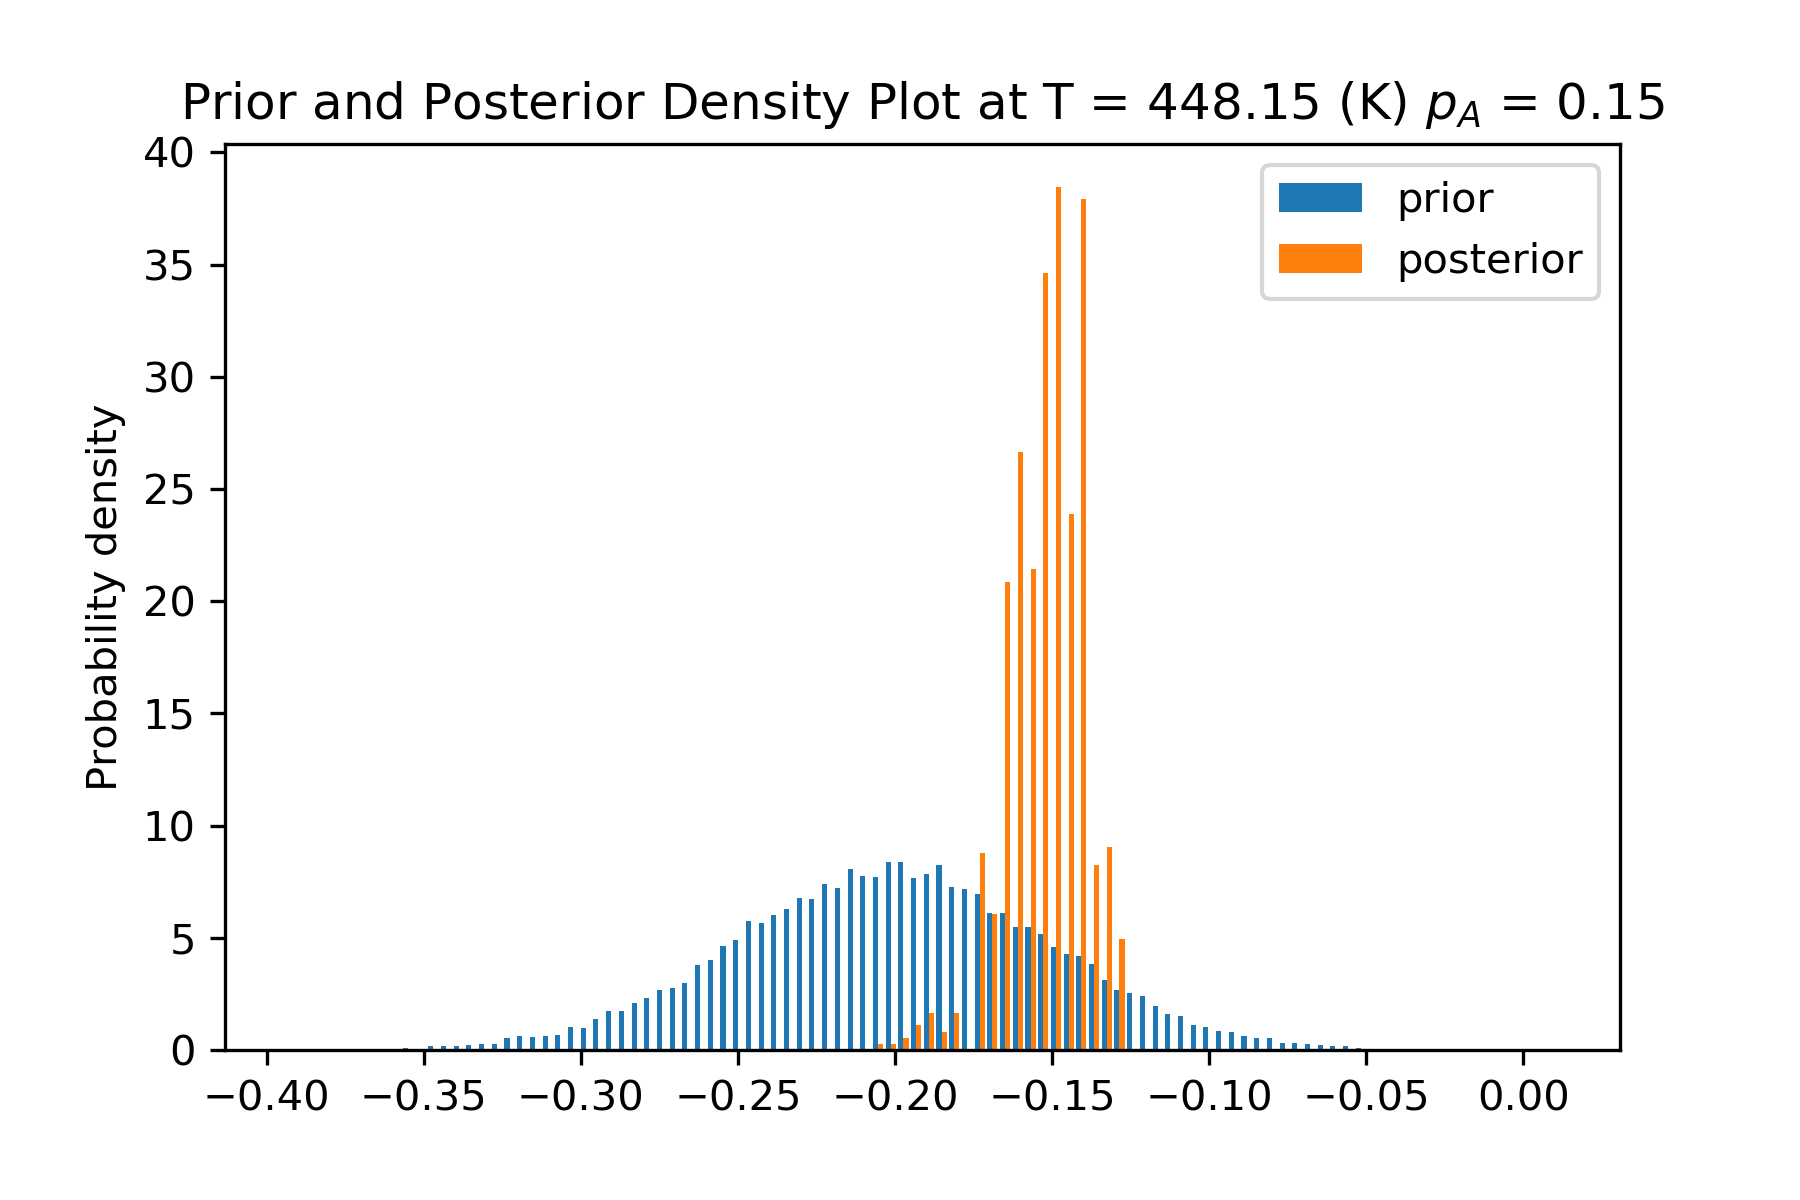 Prior and Posterior Density Plot at T = 448.15 (K) p_A = 0.15
prior
posterior
Probability density
40
35
30
25
20
15
10
5
0
−0.40 −0.35 −0.30 −0.25 −0.20 −0.15 −0.10 −0.05 0.00